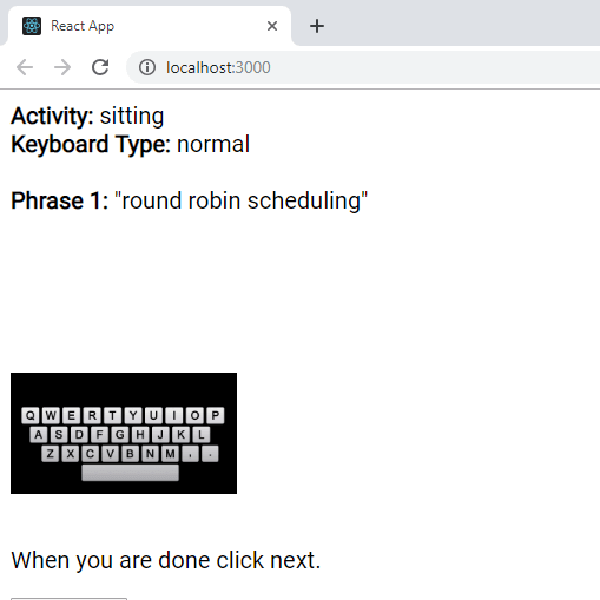 React App
localhost:3000
Activity: sitting
Keyboard Type: normal
Phrase 1: "round robin scheduling"
Q W E R T Y U I O P
A S D F G H J K L
Z X C V B N M , .
When you are done click next.